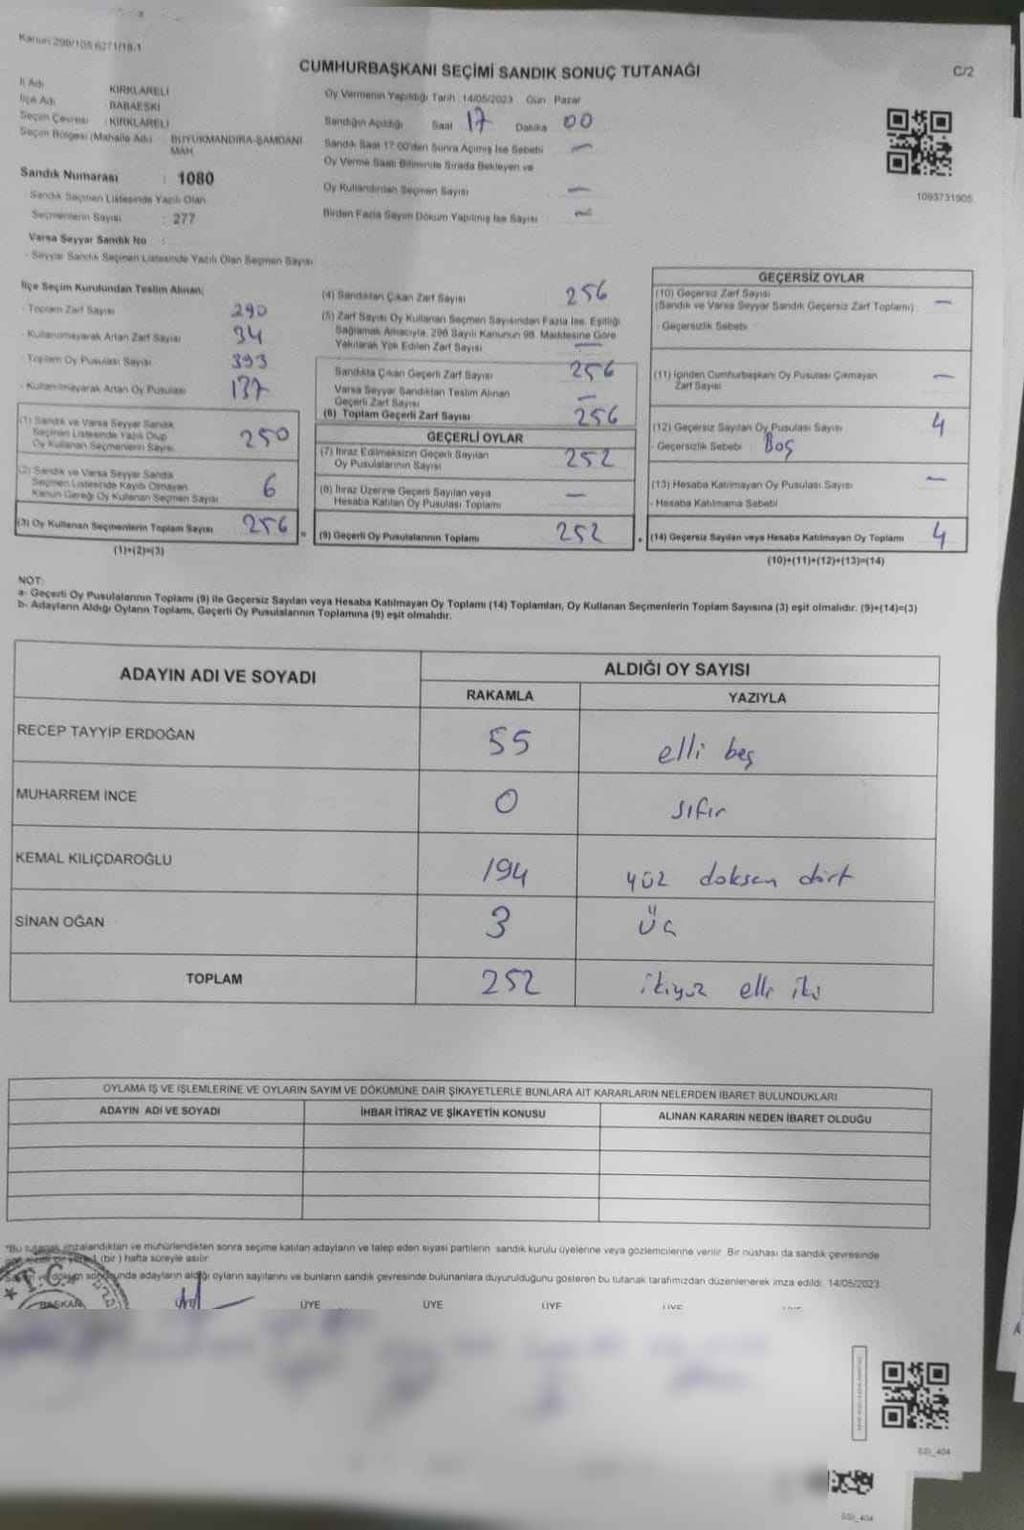 Kanun 298/105 6271/18-1
CUMHURBAŞKANI SEÇİMİ SANDIK SONUÇ TUTANAĞI
C/2
İl Adı : KIRKLARELİ
İlçe Adı : BABAESKİ
Seçim Çevresi : KIRKLARELİ
Seçim Bölgesi (Mahalle Adı) : BÜYÜKMANDIRA-ŞAMDANI MAH.
Sandık Numarası : 1080
Sandık Seçmen Listesinde Yazılı Olan
Seçmenlerin Sayısı : 277
Varsa Seyyar Sandık No :
- Seyyar Sandık Seçmen Listesinde Yazılı Olan Seçmen Sayısı
Oy Vermenin Yapıldığı Tarih : 14/05/2023 Gün : Pazar
Sandığın Açıldığı Saat 17 Dakika 00
Sandık Saat 17:00'den Sonra Açılmış İse Sebebi —
Oy Verme Saati Bitiminde Sırada Bekleyen ve
Oy Kullandırılan Seçmen Sayısı —
Birden Fazla Sayım Döküm Yapılmış İse Sayısı —
1093731905
İlçe Seçim Kurulundan Teslim Alınan;
- Toplam Zarf Sayısı 290
- Kullanılmayarak Artan Zarf Sayısı 34
- Toplam Oy Pusulası Sayısı 393
- Kullanılmayarak Artan Oy Pusulası 137
(1) Sandık ve Varsa Seyyar Sandık
Seçmen Listesinde Yazılı Olup
Oy Kullanan Seçmenlerin Sayısı 250
(2) Sandık ve Varsa Seyyar Sandık
Seçmen Listesinde Kayıtlı Olmayan
Kanun Gereği Oy Kullanan Seçmen Sayısı 6
(3) Oy Kullanan Seçmenlerin Toplam Sayısı 256
(1)+(2)=(3)
(4) Sandıktan Çıkan Zarf Sayısı 256
(5) Zarf Sayısı Oy Kullanan Seçmen Sayısından Fazla İse, Eşitliği
Sağlamak Amacıyla, 298 Sayılı Kanunun 98. Maddesine Göre
Yakılarak Yok Edilen Zarf Sayısı —
Sandıkta Çıkan Geçerli Zarf Sayısı 256
Varsa Seyyar Sandıktan Teslim Alınan
Geçerli Zarf Sayısı —
(6) Toplam Geçerli Zarf Sayısı 256
GEÇERLİ OYLAR
(7) İtiraz Edilmeksizin Geçerli Sayılan
Oy Pusulalarının Sayısı 252
(8) İtiraz Üzerine Geçerli Sayılan veya
Hesaba Katılan Oy Pusulası Toplamı —
(9) Geçerli Oy Pusulalarının Toplamı 252
GEÇERSİZ OYLAR
(10) Geçersiz Zarf Sayısı
(Sandık ve Varsa Seyyar Sandık Geçersiz Zarf Toplamı) —
- Geçersizlik Sebebi
(11) İçinden Cumhurbaşkanı Oy Pusulası Çıkmayan
Zarf Sayısı —
(12) Geçersiz Sayılan Oy Pusulası Sayısı 4
- Geçersizlik Sebebi Boş
(13) Hesaba Katılmayan Oy Pusulası Sayısı —
- Hesaba Katılmama Sebebi
(14) Geçersiz Sayılan veya Hesaba Katılmayan Oy Toplamı 4
(10)+(11)+(12)+(13)=(14)
NOT:
a- Geçerli Oy Pusulalarının Toplamı (9) ile Geçersiz Sayılan veya Hesaba Katılmayan Oy Toplamı (14) Toplamları, Oy Kullanan Seçmenlerin Toplam Sayısına (3) eşit olmalıdır. (9)+(14)=(3)
b- Adayların Aldığı Oyların Toplamı, Geçerli Oy Pusulalarının Toplamına (9) eşit olmalıdır.
ADAYIN ADI VE SOYADI
ALDIĞI OY SAYISI
RAKAMLA YAZIYLA
RECEP TAYYİP ERDOĞAN 55 elli beş
MUHARREM İNCE 0 sıfır
KEMAL KILIÇDAROĞLU 194 yüz doksan dört
SİNAN OĞAN 3 üç
TOPLAM 252 ikiyüz elli iki
OYLAMA İŞ VE İŞLEMLERİNE VE OYLARIN SAYIM VE DÖKÜMÜNE DAİR ŞİKAYETLERLE BUNLARA AİT KARARLARIN NELERDEN İBARET BULUNDUKLARI
ADAYIN ADI VE SOYADI İHBAR İTİRAZ VE ŞİKAYETİN KONUSU ALINAN KARARIN NEDEN İBARET OLDUĞU
*Bu tutanak imzalandıktan ve mühürlendikten sonra seçime katılan adayların ve talep eden siyasi partilerin sandık kurulu üyelerine veya gözlemcilerine verilir. Bir nüshası da sandık çevresinde
(bir) hafta süreyle asılır.
ve döküm sonucunda adayların aldığı oyların sayılarını ve bunların sandık çevresinde bulunanlara duyurulduğunu gösteren bu tutanak tarafımızdan düzenlenerek imza edildi. 14/05/2023
T.C.
BAŞKAN ÜYE ÜYE ÜYE ÜYE ÜYE
SSI_404
SSI_404